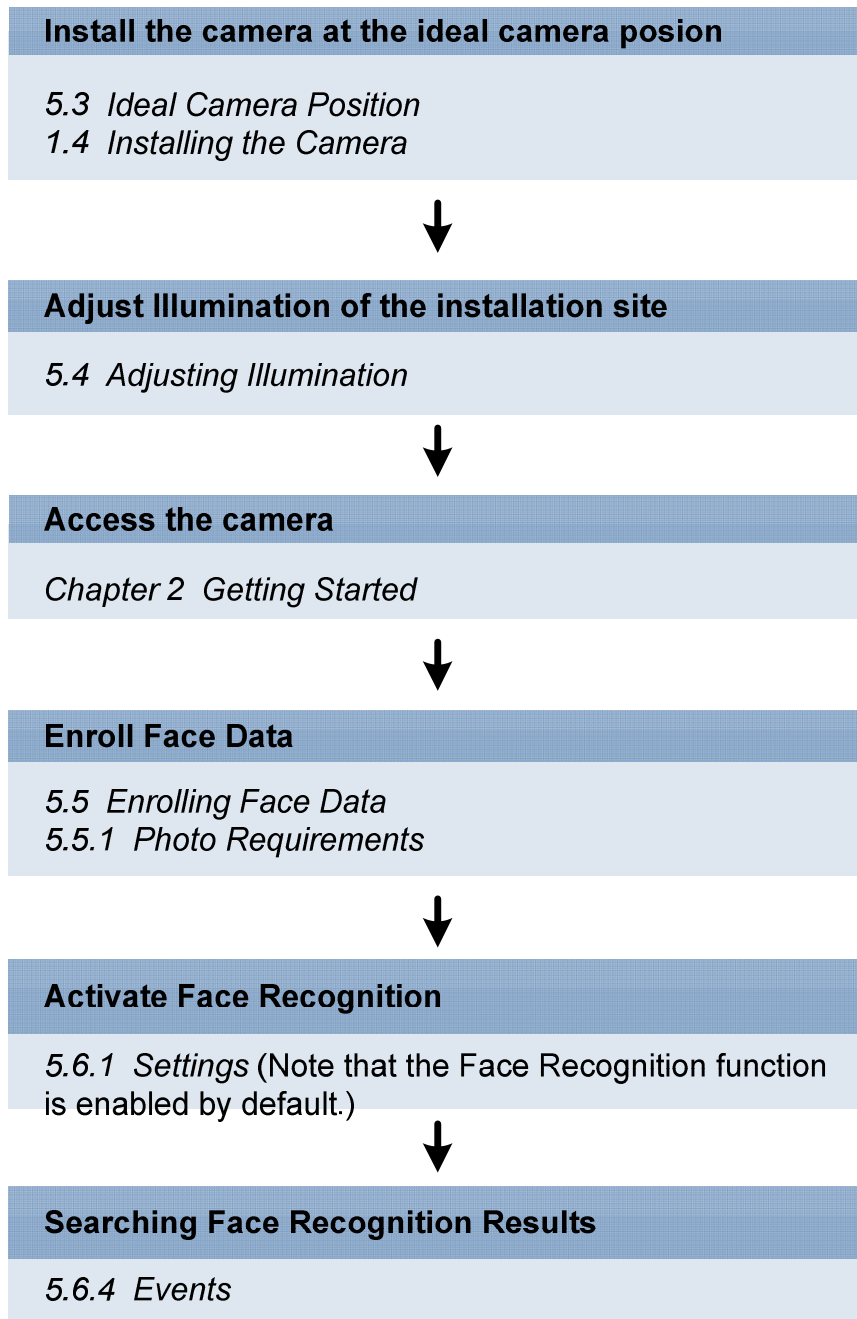 Install the camera at the ideal camera posion
5.3 Ideal Camera Position
1.4 Installing the Camera
Adjust Illumination of the installation site
5.4 Adjusting Illumination
Access the camera
Chapter 2 Getting Started
Enroll Face Data
5.5 Enrolling Face Data
5.5.1 Photo Requirements
Activate Face Recognition
5.6.1 Settings (Note that the Face Recognition function
is enabled by default.)
Searching Face Recognition Results
5.6.4 Events